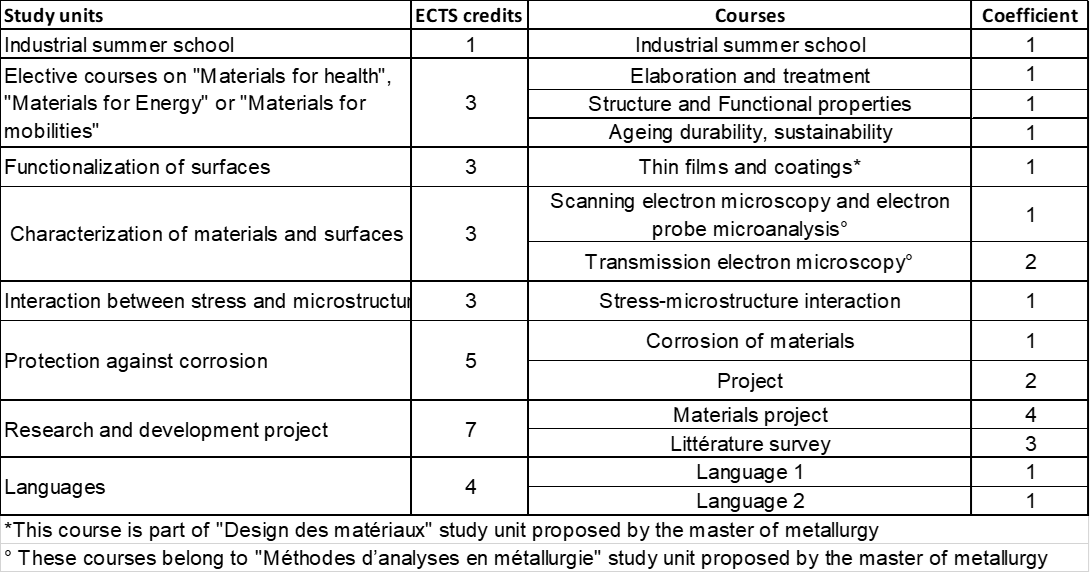 Study units ECTS credits Courses Coefficient
Industrial summer school 1 Industrial summer school 1
Elective courses on "Materials for health",
"Materials for Energy" or "Materials for
mobilities"
3
Elaboration and treatment 1
Structure and Functional properties 1
Ageing durability, sustainability 1
Functionalization of surfaces 3 Thin films and coatings* 1
Characterization of materials and surfaces 3
Scanning electron microscopy and electron
probe microanalysis° 1
Transmission electron microscopy° 2
Interaction between stress and microstructur 3 Stress-microstructure interaction 1
Protection against corrosion 5
Corrosion of materials 1
Project 2
Research and development project 7
Materials project 4
Littérature survey 3
Languages 4
Language 1 1
Language 2 1
*This course is part of "Design des matériaux" study unit proposed by the master of metallurgy
° These courses belong to "Méthodes d’analyses en métallurgie" study unit proposed by the master of metallurgy